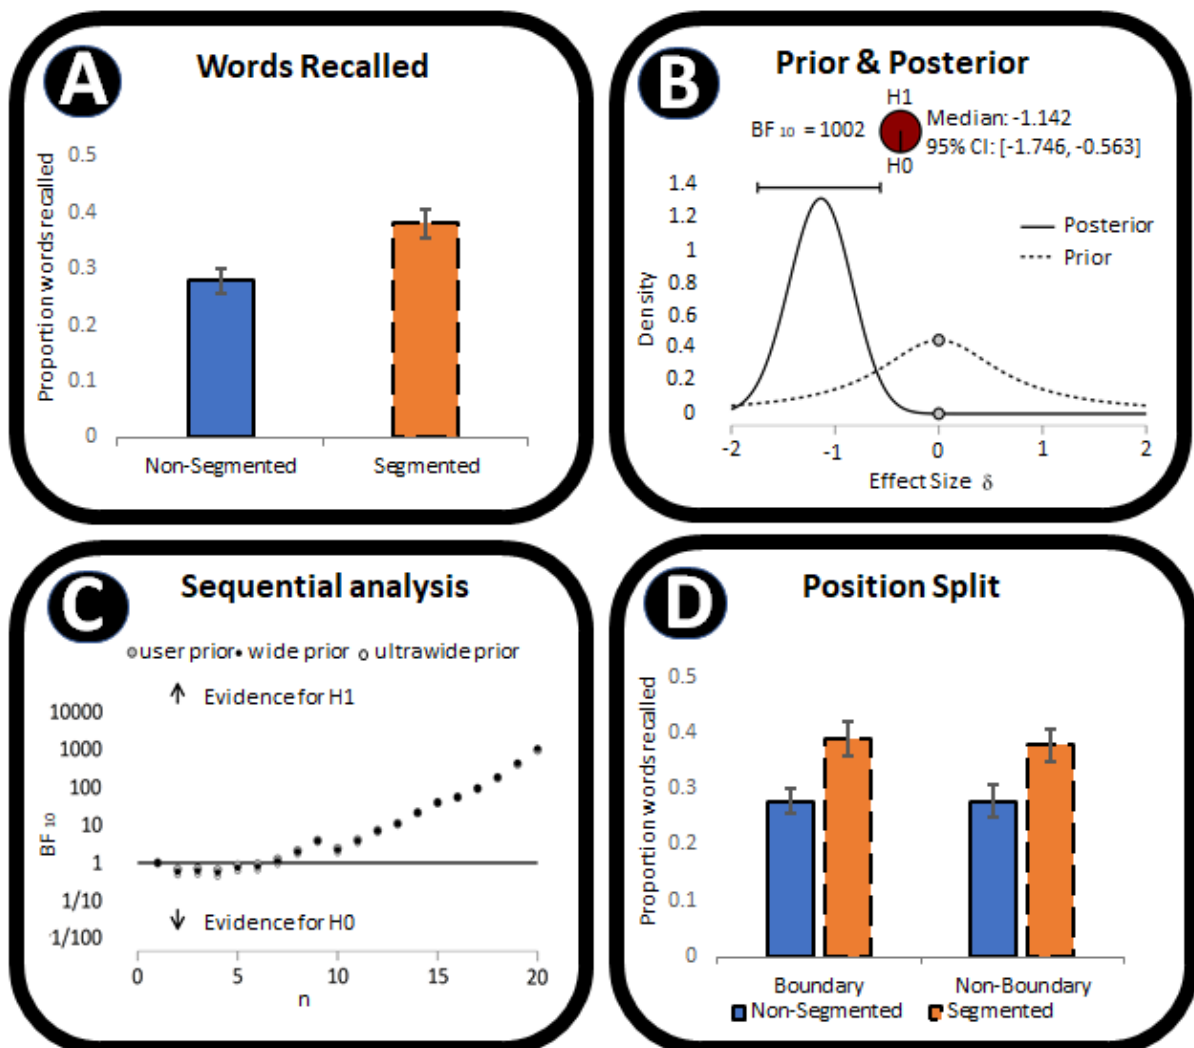 A
Words Recalled
Proportion words recalled
0.5
0.4
0.3
0.2
0.1
0
Non-Segmented
Segmented
B
Prior & Posterior
H1
BF 10 = 1002
Median: -1.142
95% CI: [-1.746, -0.563]
H0
Density
1.4
1.2
1
0.8
0.6
0.4
0.2
0
Posterior
Prior
-2 -1 0 1 2
Effect Size δ
C
Sequential analysis
user prior wide prior ultrawide prior
Evidence for H1
BF 10
10000
1000
100
10
1
1/10
1/100
Evidence for H0
0 5 10 15 20
n
D
Position Split
Proportion words recalled
0.5
0.4
0.3
0.2
0.1
0
Boundary Non-Boundary
Non-Segmented Segmented